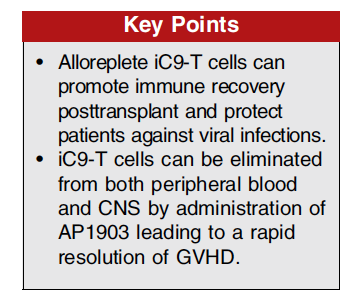 Key Points
• Alloreplete iC9-T cells can
promote immune recovery
posttransplant and protect
patients against viral infections.
• iC9-T cells can be eliminated
from both peripheral blood
and CNS by administration of
AP1903 leading to a rapid
resolution of GVHD.